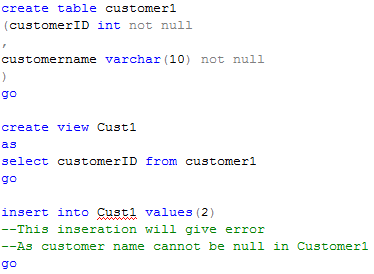 create table customer1
(customerID int not null
,
customername varchar(10) not null
)
go
create view Cust1
as
select customerID from customer1
go
insert into Cust1 values(2)
--This inseration will give error
--As customer name cannot be null in Customer1
go